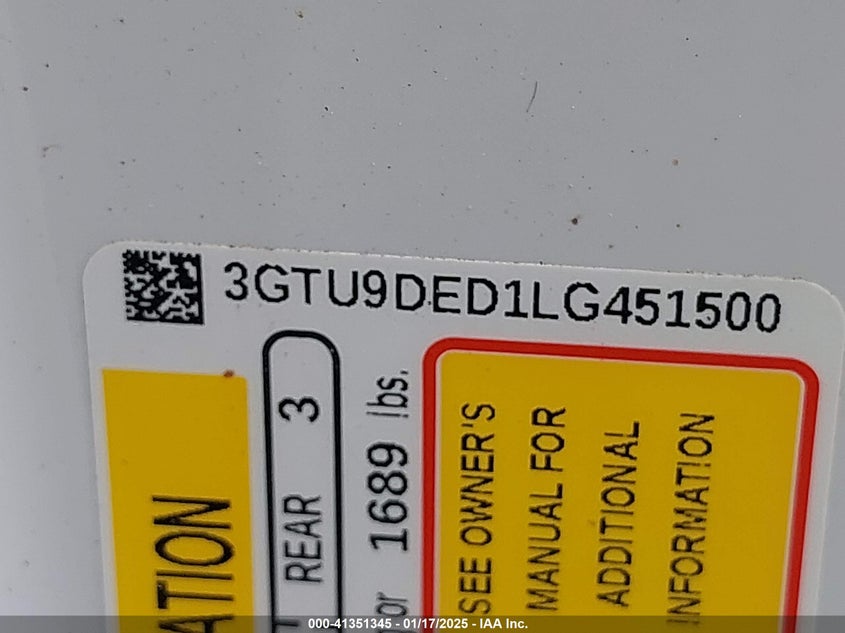 3GTU9DED1LG451500
ATION
REAR 3
1689 lbs.
SEE OWNER'S
MANUAL FOR
ADDITIONAL
INFORMATION
000-41351345 - 01/17/2025 - IAA Inc.